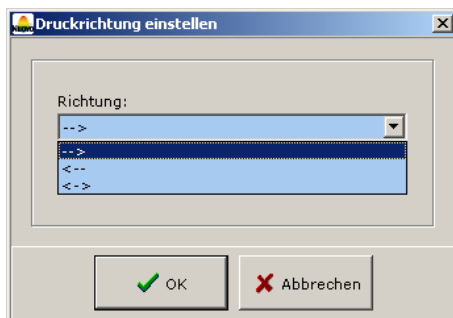 Druckrichtung einstellen
Richtung:
-->
-->
<--
<->
OK
Abbrechen